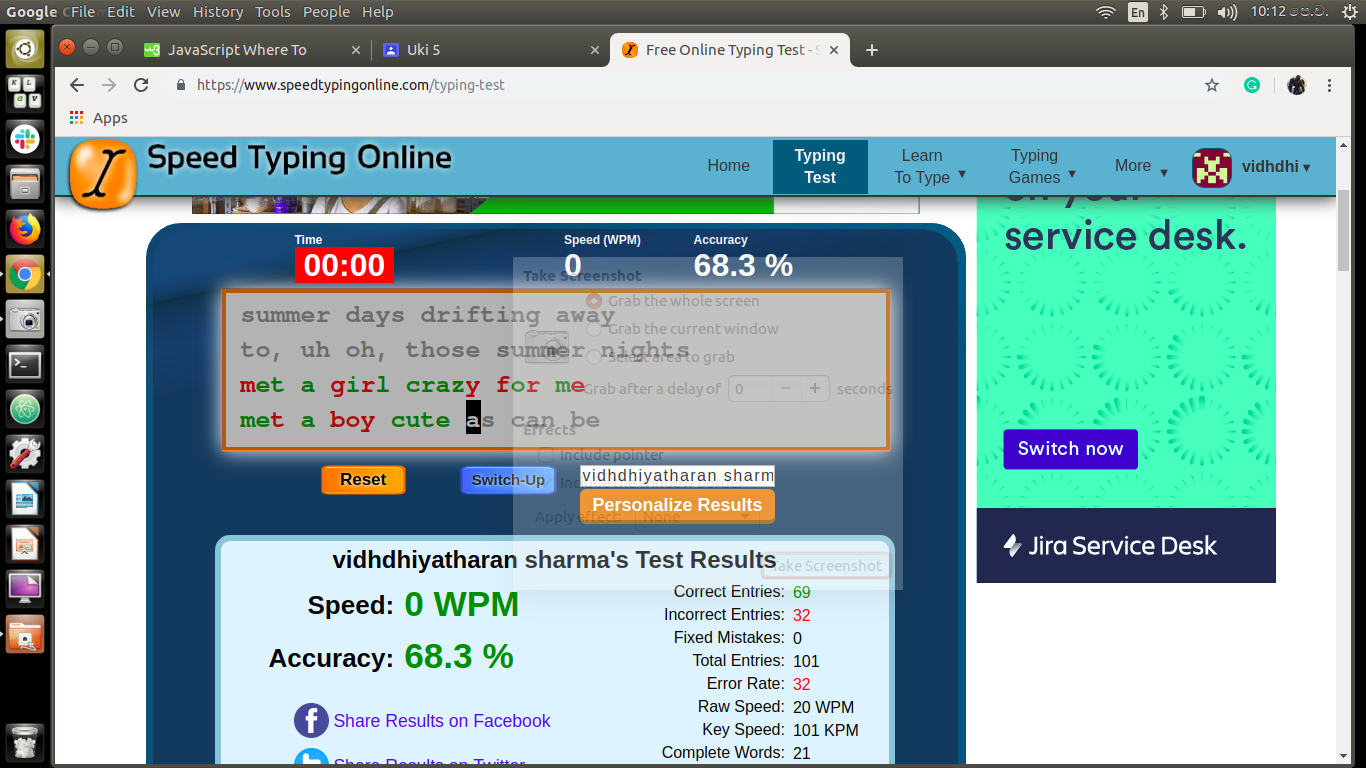 Google Chrome File Edit View History Tools People Help
En 10:12 පෙ.ව.
JavaScript Where To
Uki 5
Free Online Typing Test - S
https://www.speedtypingonline.com/typing-test
Apps
Speed Typing Online
Home
Typing Test
Learn To Type
Typing Games
More
vidhdhi
Time
00:00
Speed (WPM)
0
Accuracy
68.3 %
summer days drifting away
to, uh oh, those summer nights
met a girl crazy for me
met a boy cute as can be
Take Screenshot
Grab the whole screen
Grab the current window
Select area to grab
Grab after a delay of 0 seconds
Effects
Include pointer
Apply effect: None
Take Screenshot
Reset
Switch-Up
vidhdhiyatharan sharm
Personalize Results
vidhdhiyatharan sharma's Test Results
Speed: 0 WPM
Accuracy: 68.3 %
Share Results on Facebook
Share Results on Twitter
Correct Entries: 69
Incorrect Entries: 32
Fixed Mistakes: 0
Total Entries: 101
Error Rate: 32
Raw Speed: 20 WPM
Key Speed: 101 KPM
Complete Words: 21
on your
service desk.
Switch now
Jira Service Desk